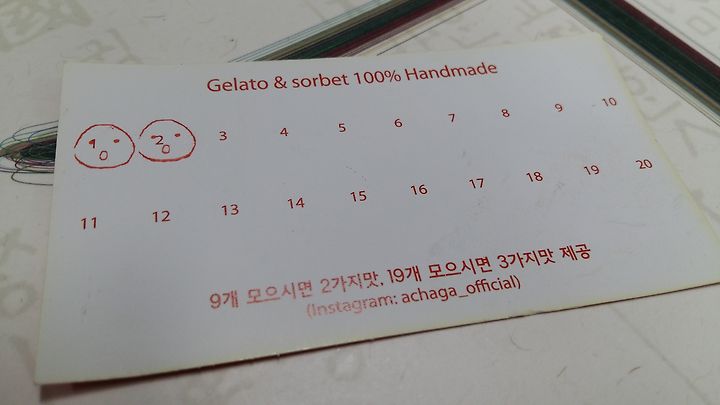 Gelato & sorbet 100% Handmade
1 2 3 4 5 6 7 8 9 10
11 12 13 14 15 16 17 18 19 20
9개 모으시면 2가지맛, 19개 모으시면 3가지맛 제공
(Instagram: achaga_official)